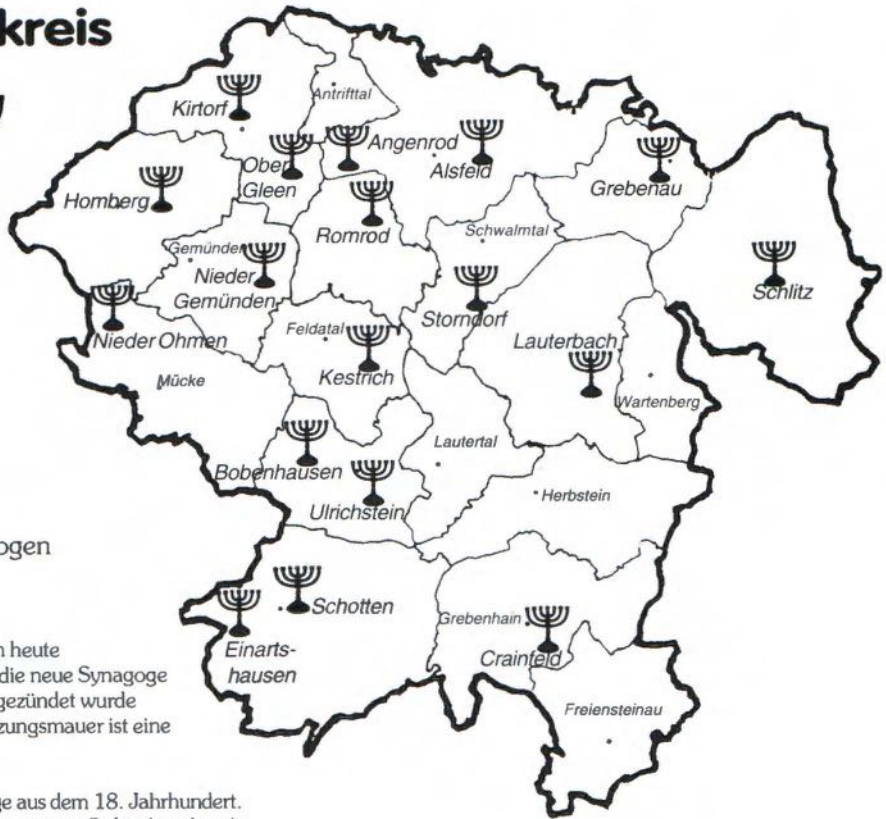 kreis
Antrifttal
Kirtorf
Angenrod
Ober
Gleen
Alsfeld
Grebenau
Homberg
Romrod
Schwalmtal
Gemünden
Nieder
Gemünden
Schlitz
Storndorf
Nieder Ohmen
Feldatal
Lauterbach
Kestrich
Mücke
Wartenberg
Lautertal
Bobenhausen
Ulrichstein
Herbstein
ogen
Schotten
Grebenhain
Einarts-
hausen
Crainfeld
heute
die neue Synagoge
gezündet wurde
zungsmauer ist eine
Freiensteinau
ge aus dem 18. Jahrhundert.